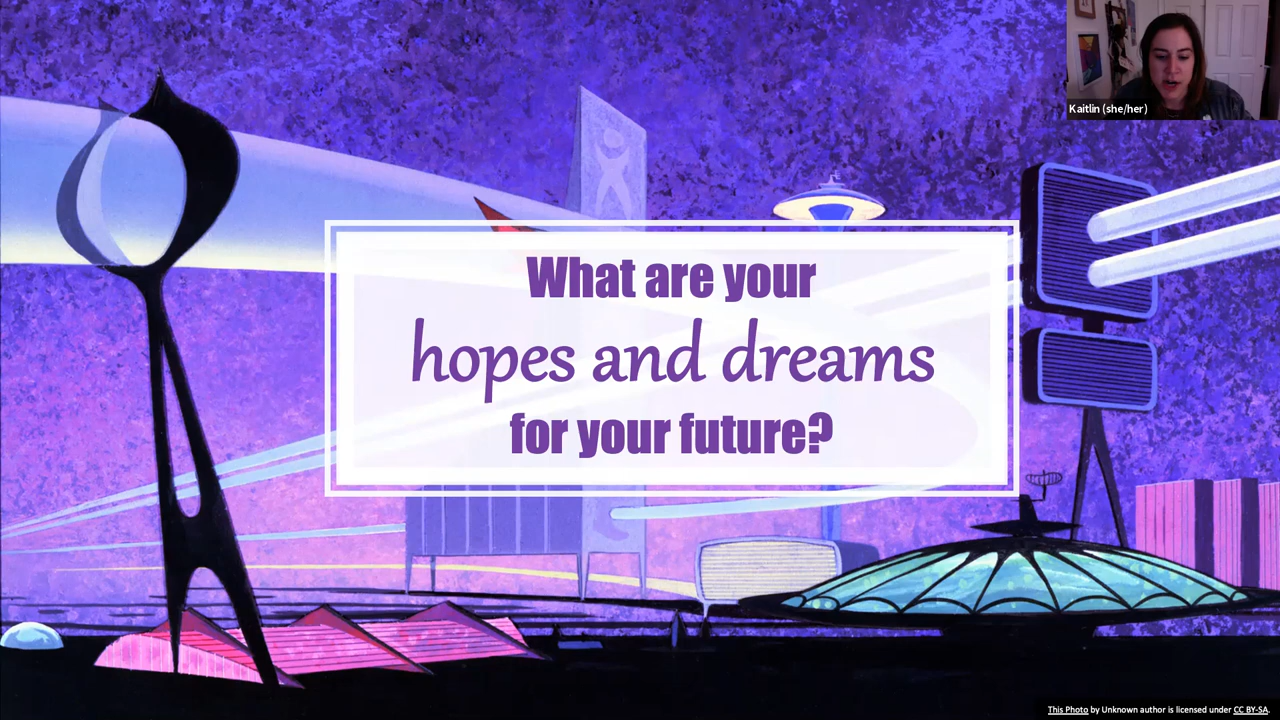 Kaitlin (she/her)
What are your
hopes and dreams
for your future?
This Photo by Unknown author is licensed under CC BY-SA.